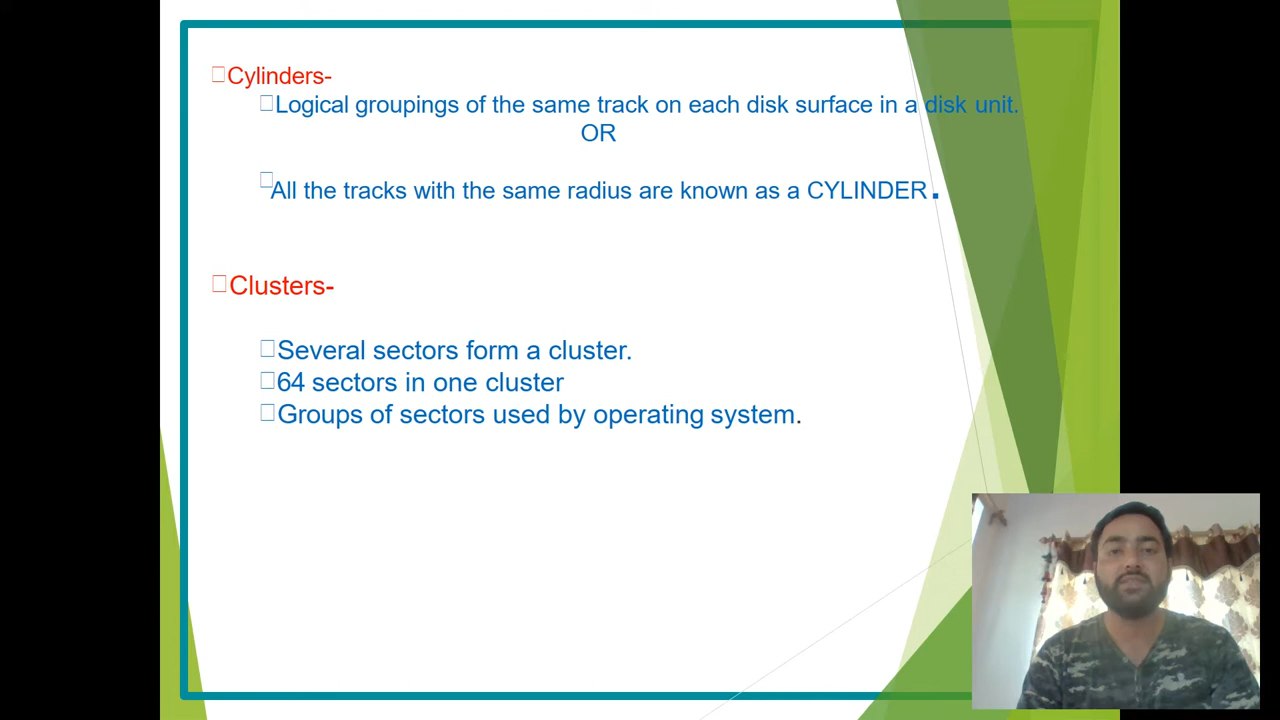 Cylinders-
Logical groupings of the same track on each disk surface in a disk unit.
OR
All the tracks with the same radius are known as a CYLINDER.
Clusters-
Several sectors form a cluster.
64 sectors in one cluster
Groups of sectors used by operating system.